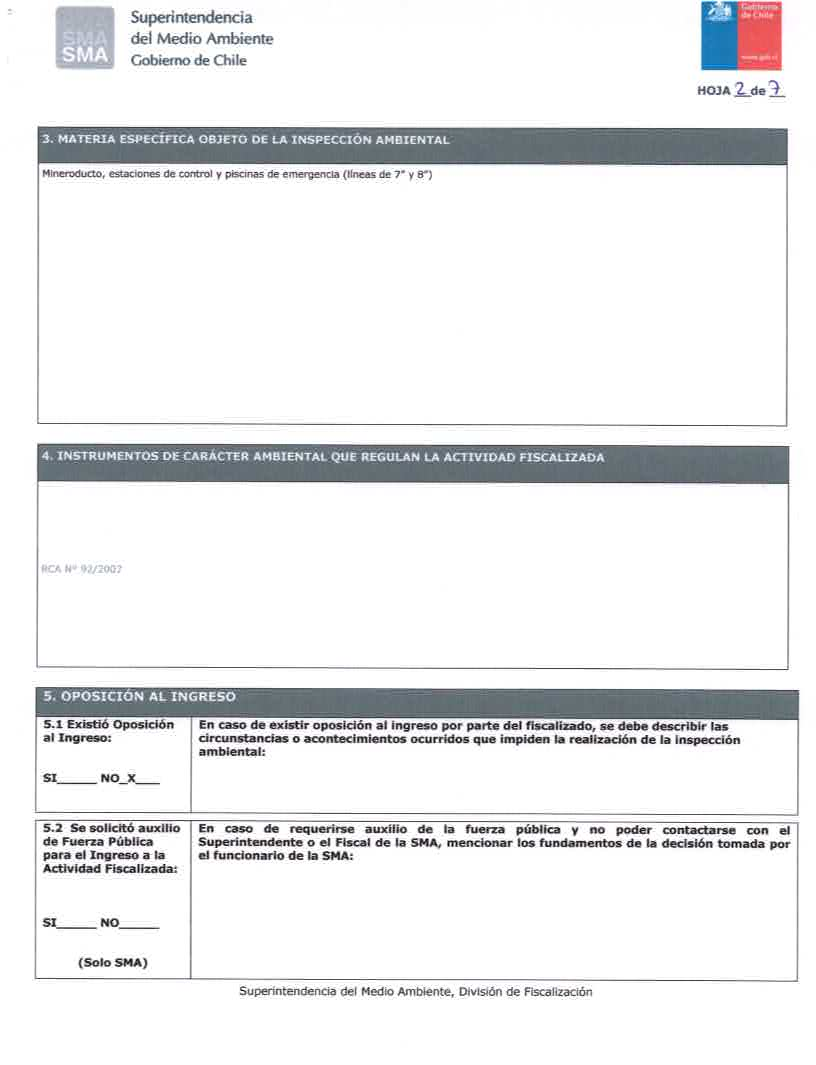 SMA
SMA
Superintendencia
del Medio Ambiente
Gobierno de Chile
Gobierno
de Chile
www.gob.cl
HOJA 2 de 7
3. MATERIA ESPECÍFICA OBJETO DE LA INSPECCIÓN AMBIENTAL
Mineroducto, estaciones de control y piscinas de emergencia (líneas de 7" y 8")
4. INSTRUMENTOS DE CARÁCTER AMBIENTAL QUE REGULAN LA ACTIVIDAD FISCALIZADA
RCA Nº 92/2007
5. OPOSICIÓN AL INGRESO
5.1 Existió Oposición
al Ingreso:
SI_____ NO_X___
En caso de existir oposición al ingreso por parte del fiscalizado, se debe describir las
circunstancias o acontecimientos ocurridos que impiden la realización de la inspección
ambiental:
5.2 Se solicitó auxilio
de Fuerza Pública
para el Ingreso a la
Actividad Fiscalizada:
SI_____ NO_____
(Solo SMA)
En caso de requerirse auxilio de la fuerza pública y no poder contactarse con el
Superintendente o el Fiscal de la SMA, mencionar los fundamentos de la decisión tomada por
el funcionario de la SMA:
Superintendencia del Medio Ambiente, División de Fiscalización